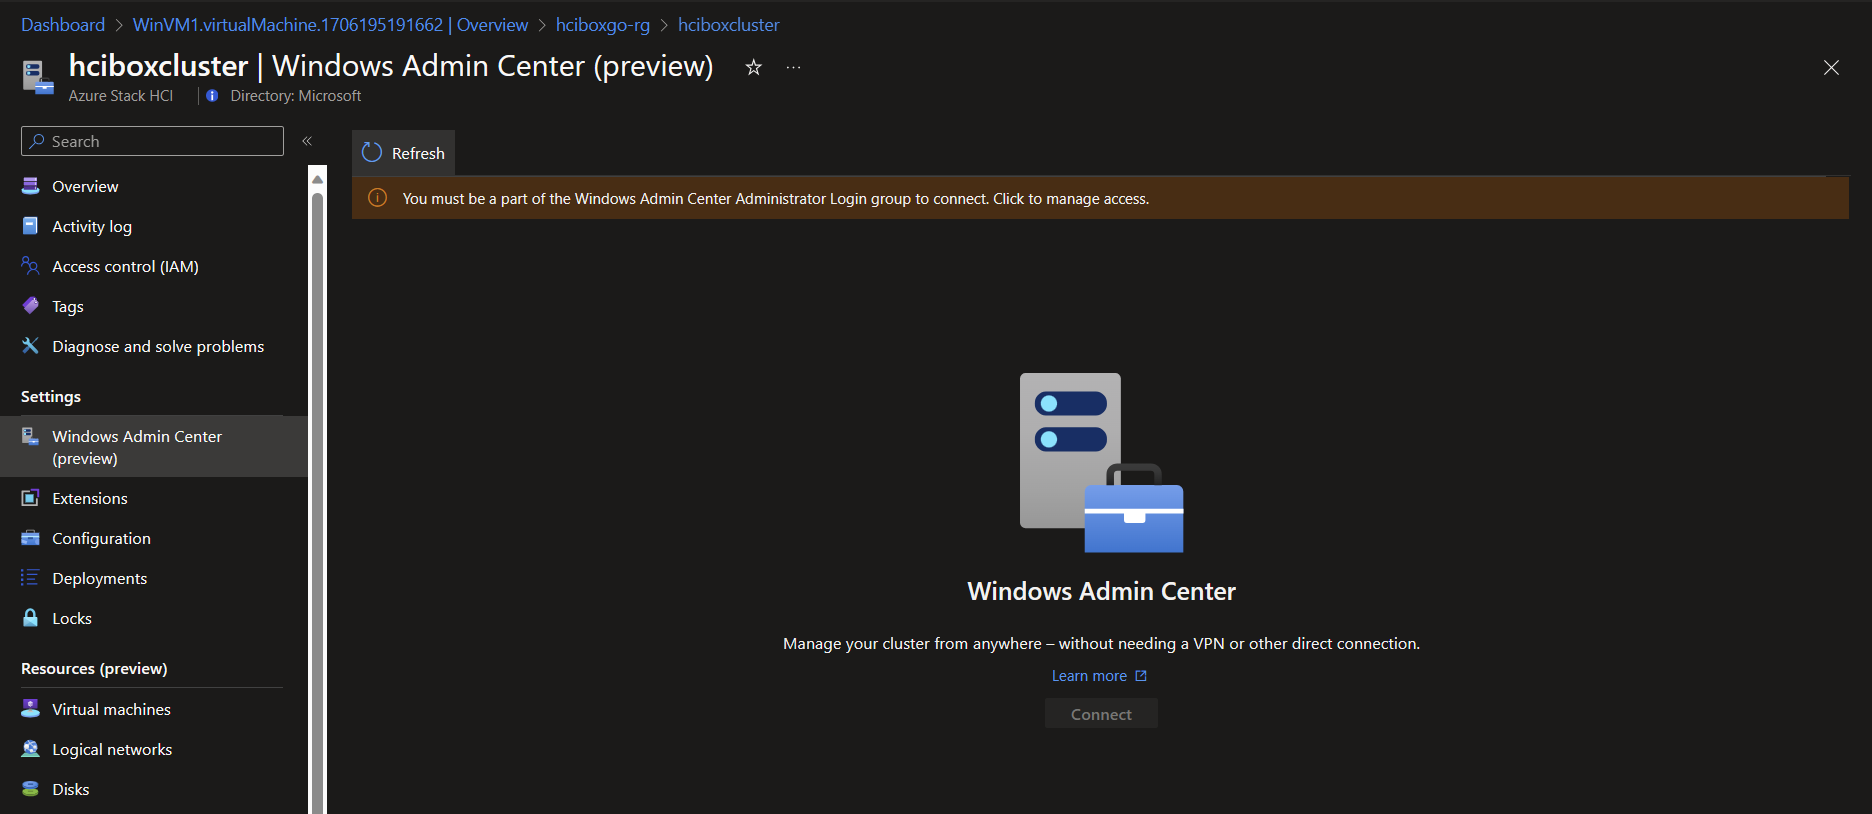 Dashboard > WinVM1.virtualMachine.1706195191662 | Overview > hciboxgo-rg > hciboxcluster
hciboxcluster | Windows Admin Center (preview)
Azure Stack HCI | Directory: Microsoft
Search
Overview
Activity log
Access control (IAM)
Tags
Diagnose and solve problems
Settings
Windows Admin Center
(preview)
Extensions
Configuration
Deployments
Locks
Resources (preview)
Virtual machines
Logical networks
Disks
Refresh
You must be a part of the Windows Admin Center Administrator Login group to connect. Click to manage access.
Windows Admin Center
Manage your cluster from anywhere – without needing a VPN or other direct connection.
Learn more
Connect